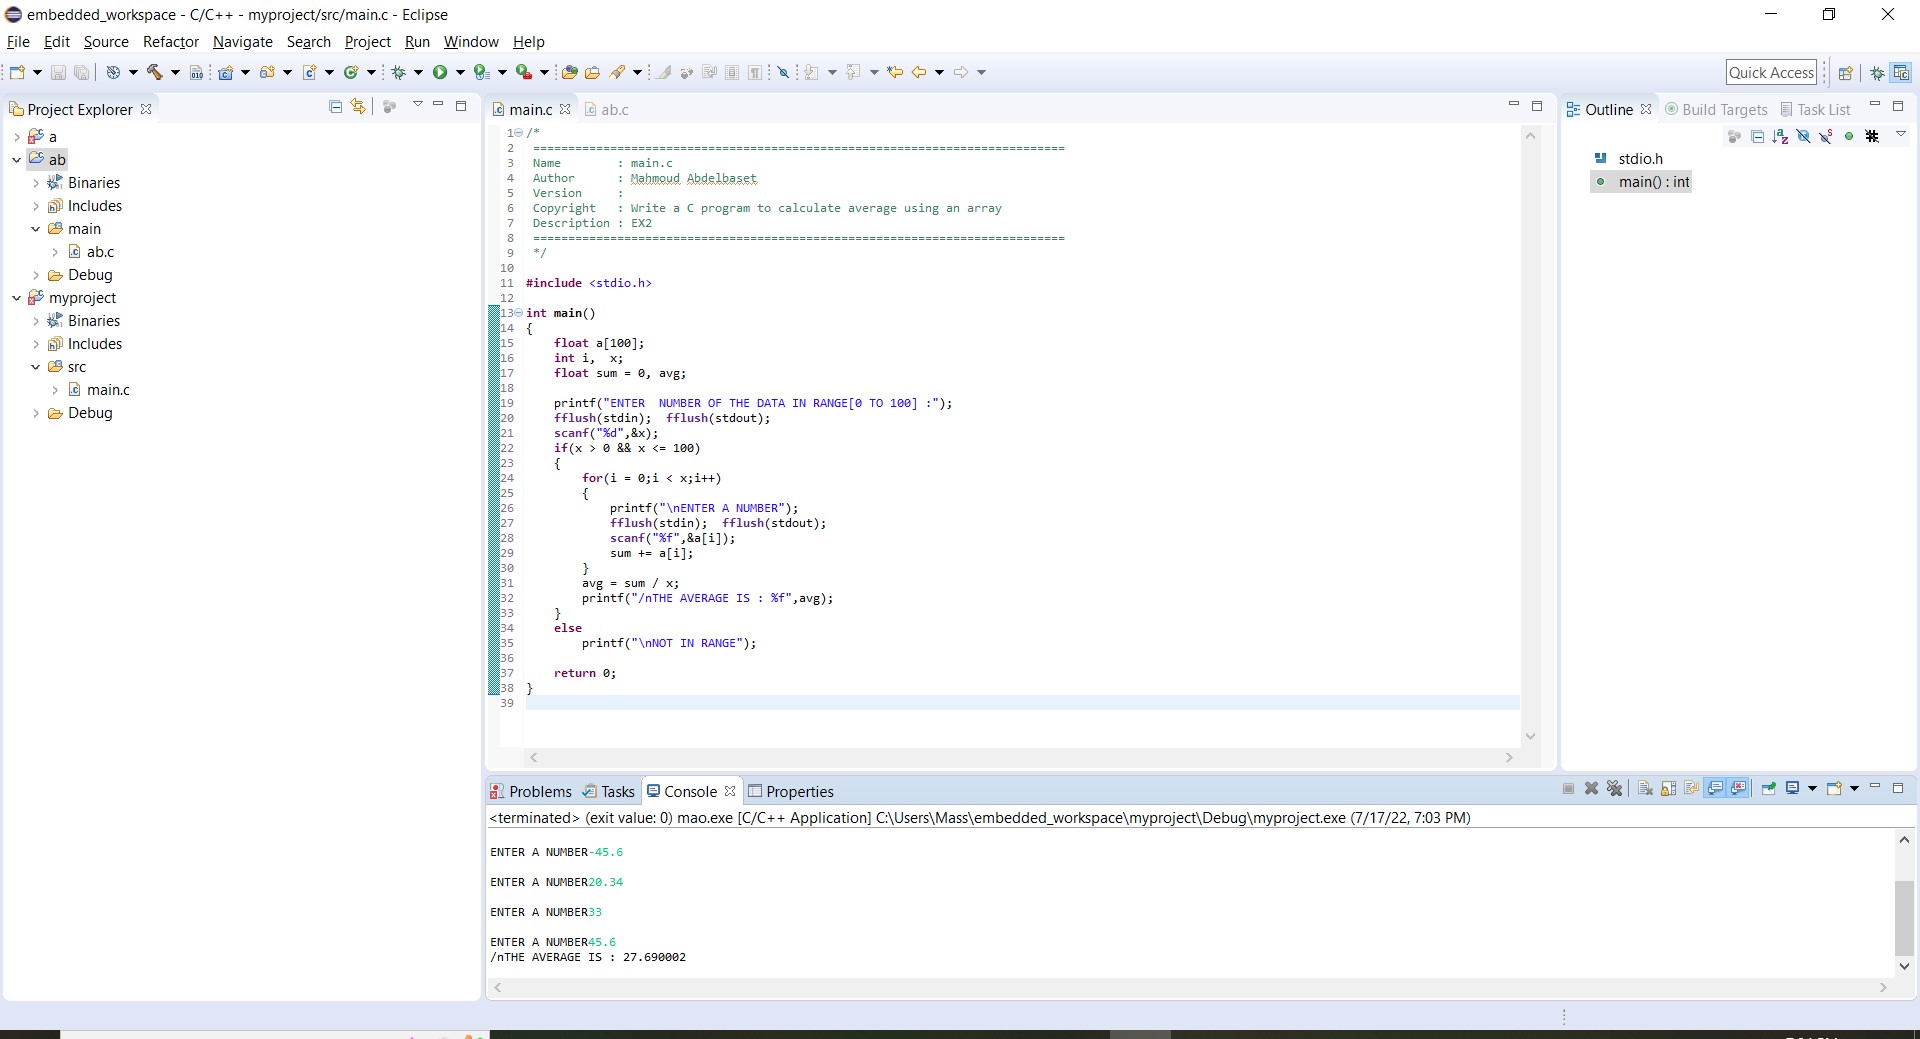 embedded_workspace - C/C++ - myproject/src/main.c - Eclipse
File Edit Source Refactor Navigate Search Project Run Window Help
Quick Access
Project Explorer
a
ab
Binaries
Includes
main
ab.c
Debug
myproject
Binaries
Includes
src
main.c
Debug
main.c ab.c
1 /*
2 ============================================================================
3 Name : main.c
4 Author : Mahmoud Abdelbaset
5 Version :
6 Copyright : Write a C program to calculate average using an array
7 Description : EX2
8 ============================================================================
9 */
10
11 #include <stdio.h>
12
13 int main()
14 {
15 float a[100];
16 int i, x;
17 float sum = 0, avg;
18
19 printf("ENTER  NUMBER OF THE DATA IN RANGE[0 TO 100] :");
20 fflush(stdin);  fflush(stdout);
21 scanf("%d",&x);
22 if(x > 0 && x <= 100)
23 {
24 for(i = 0;i < x;i++)
25 {
26 printf("\nENTER A NUMBER");
27 fflush(stdin);  fflush(stdout);
28 scanf("%f",&a[i]);
29 sum += a[i];
30 }
31 avg = sum / x;
32 printf("/nTHE AVERAGE IS : %f",avg);
33 }
34 else
35 printf("\nNOT IN RANGE");
36
37 return 0;
38 }
39
Outline Build Targets Task List
stdio.h
main() : int
Problems Tasks Console Properties
<terminated> (exit value: 0) mao.exe [C/C++ Application] C:\Users\Mass\embedded_workspace\myproject\Debug\myproject.exe (7/17/22, 7:03 PM)
ENTER A NUMBER-45.6
ENTER A NUMBER20.34
ENTER A NUMBER33
ENTER A NUMBER45.6
/nTHE AVERAGE IS : 27.690002